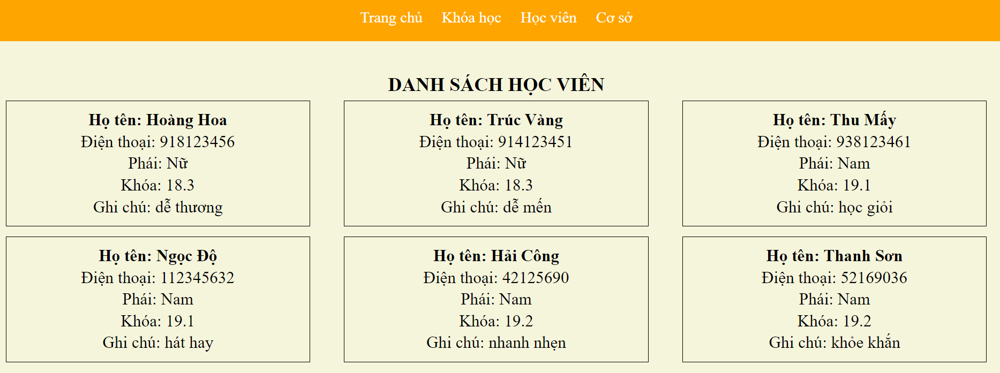 Trang chủ Khóa học Học viên Cơ sở
DANH SÁCH HỌC VIÊN
Họ tên: Hoàng Hoa
Điện thoại: 918123456
Phái: Nữ
Khóa: 18.3
Ghi chú: dễ thương
Họ tên: Trúc Vàng
Điện thoại: 914123451
Phái: Nữ
Khóa: 18.3
Ghi chú: dễ mến
Họ tên: Thu Mấy
Điện thoại: 938123461
Phái: Nam
Khóa: 19.1
Ghi chú: học giỏi
Họ tên: Ngọc Độ
Điện thoại: 112345632
Phái: Nam
Khóa: 19.1
Ghi chú: hát hay
Họ tên: Hải Công
Điện thoại: 42125690
Phái: Nam
Khóa: 19.2
Ghi chú: nhanh nhẹn
Họ tên: Thanh Sơn
Điện thoại: 52169036
Phái: Nam
Khóa: 19.2
Ghi chú: khỏe khắn